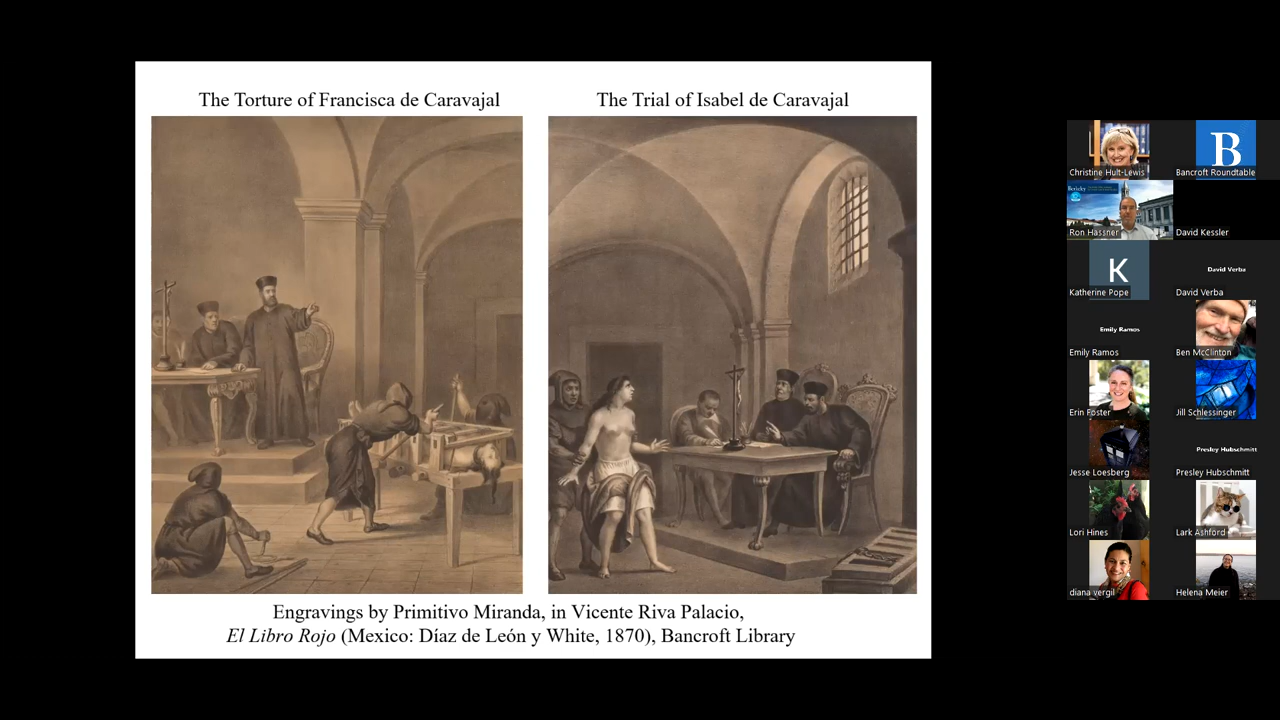 The Torture of Francisca de Caravajal
The Trial of Isabel de Caravajal
Engravings by Primitivo Miranda, in Vicente Riva Palacio,
El Libro Rojo (Mexico: Díaz de León y White, 1870), Bancroft Library
Christine Hult-Lewis
B
Bancroft Roundtable
Berkeley
Ron Hassner
David Kessler
K
Katherine Pope
David Verba
David Verba
Emily Ramos
Emily Ramos
Ben McClinton
Erin Foster
Jill Schlessinger
Jesse Loesberg
Presley Hubschmitt
Presley Hubschmitt
Lori Hines
Lark Ashford
diana vergil
Helena Meier